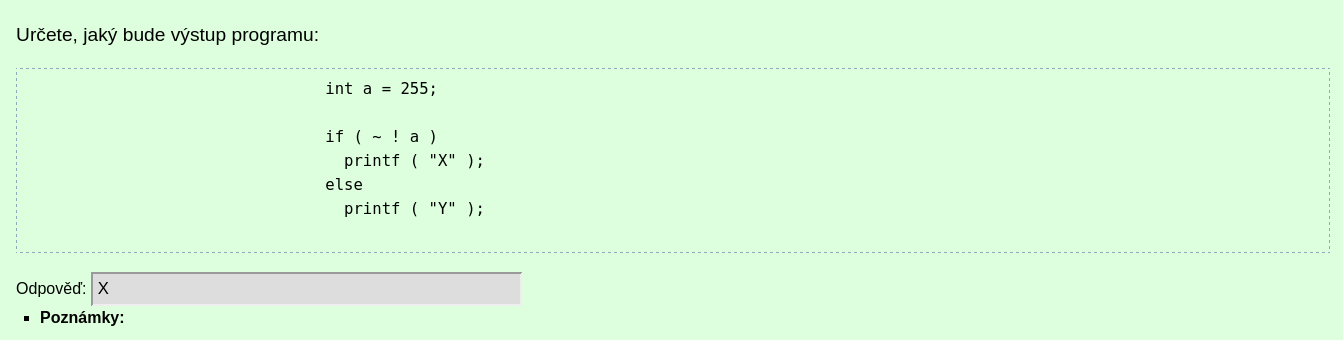 Určete, jaký bude výstup programu:
int a = 255;
if ( ~ ! a )
printf ( "X" );
else
printf ( "Y" );
Odpověď: X
Poznámky: